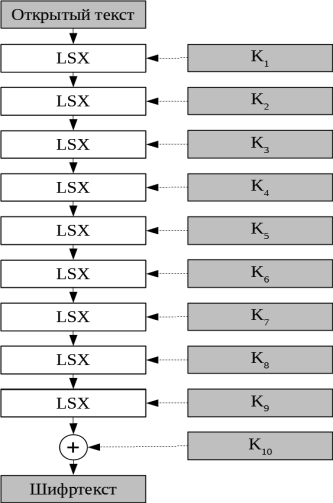 Открытый текст
LSX K₁
LSX K₂
LSX K₃
LSX K₄
LSX K₅
LSX K₆
LSX K₇
LSX K₈
LSX K₉
+ K₁₀
Шифртекст